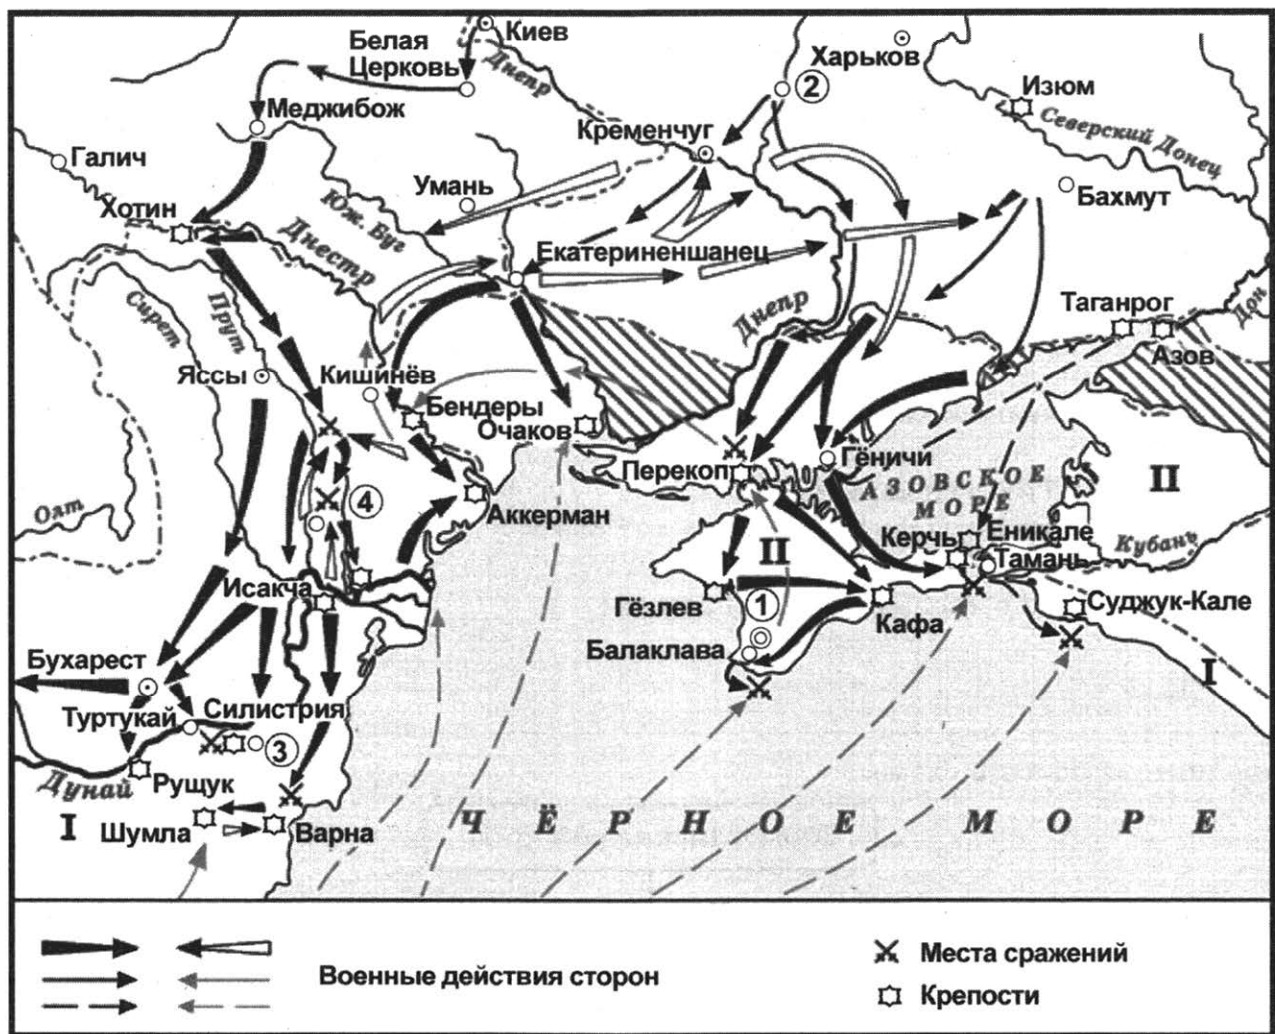 Киев
Белая
Церковь
Днепр
Харьков
2
Изюм
Северский Донец
Меджибож
Кременчуг
Галич
Умань
Бахмут
Хотин
Юж. Буг
Днестр
Екатериненшанец
Сирет
Прут
Днепр
Таганрог
Дон
Азов
Яссы
Кишинёв
Бендеры
Очаков
Перекоп
Гёничи
АЗОВСКОЕ
МОРЕ
II
Олт
4
Аккерман
Керчь
Еникале
Тамань
Кубань
II
Исакча
Гёзлев
1
Кафа
Суджук-Кале
Балаклава
I
Бухарест
Туртукай
Силистрия
3
Дунай
Рущук
I
Шумла
Варна
ЧЁРНОЕ МОРЕ
Военные действия сторон
Места сражений
Крепости